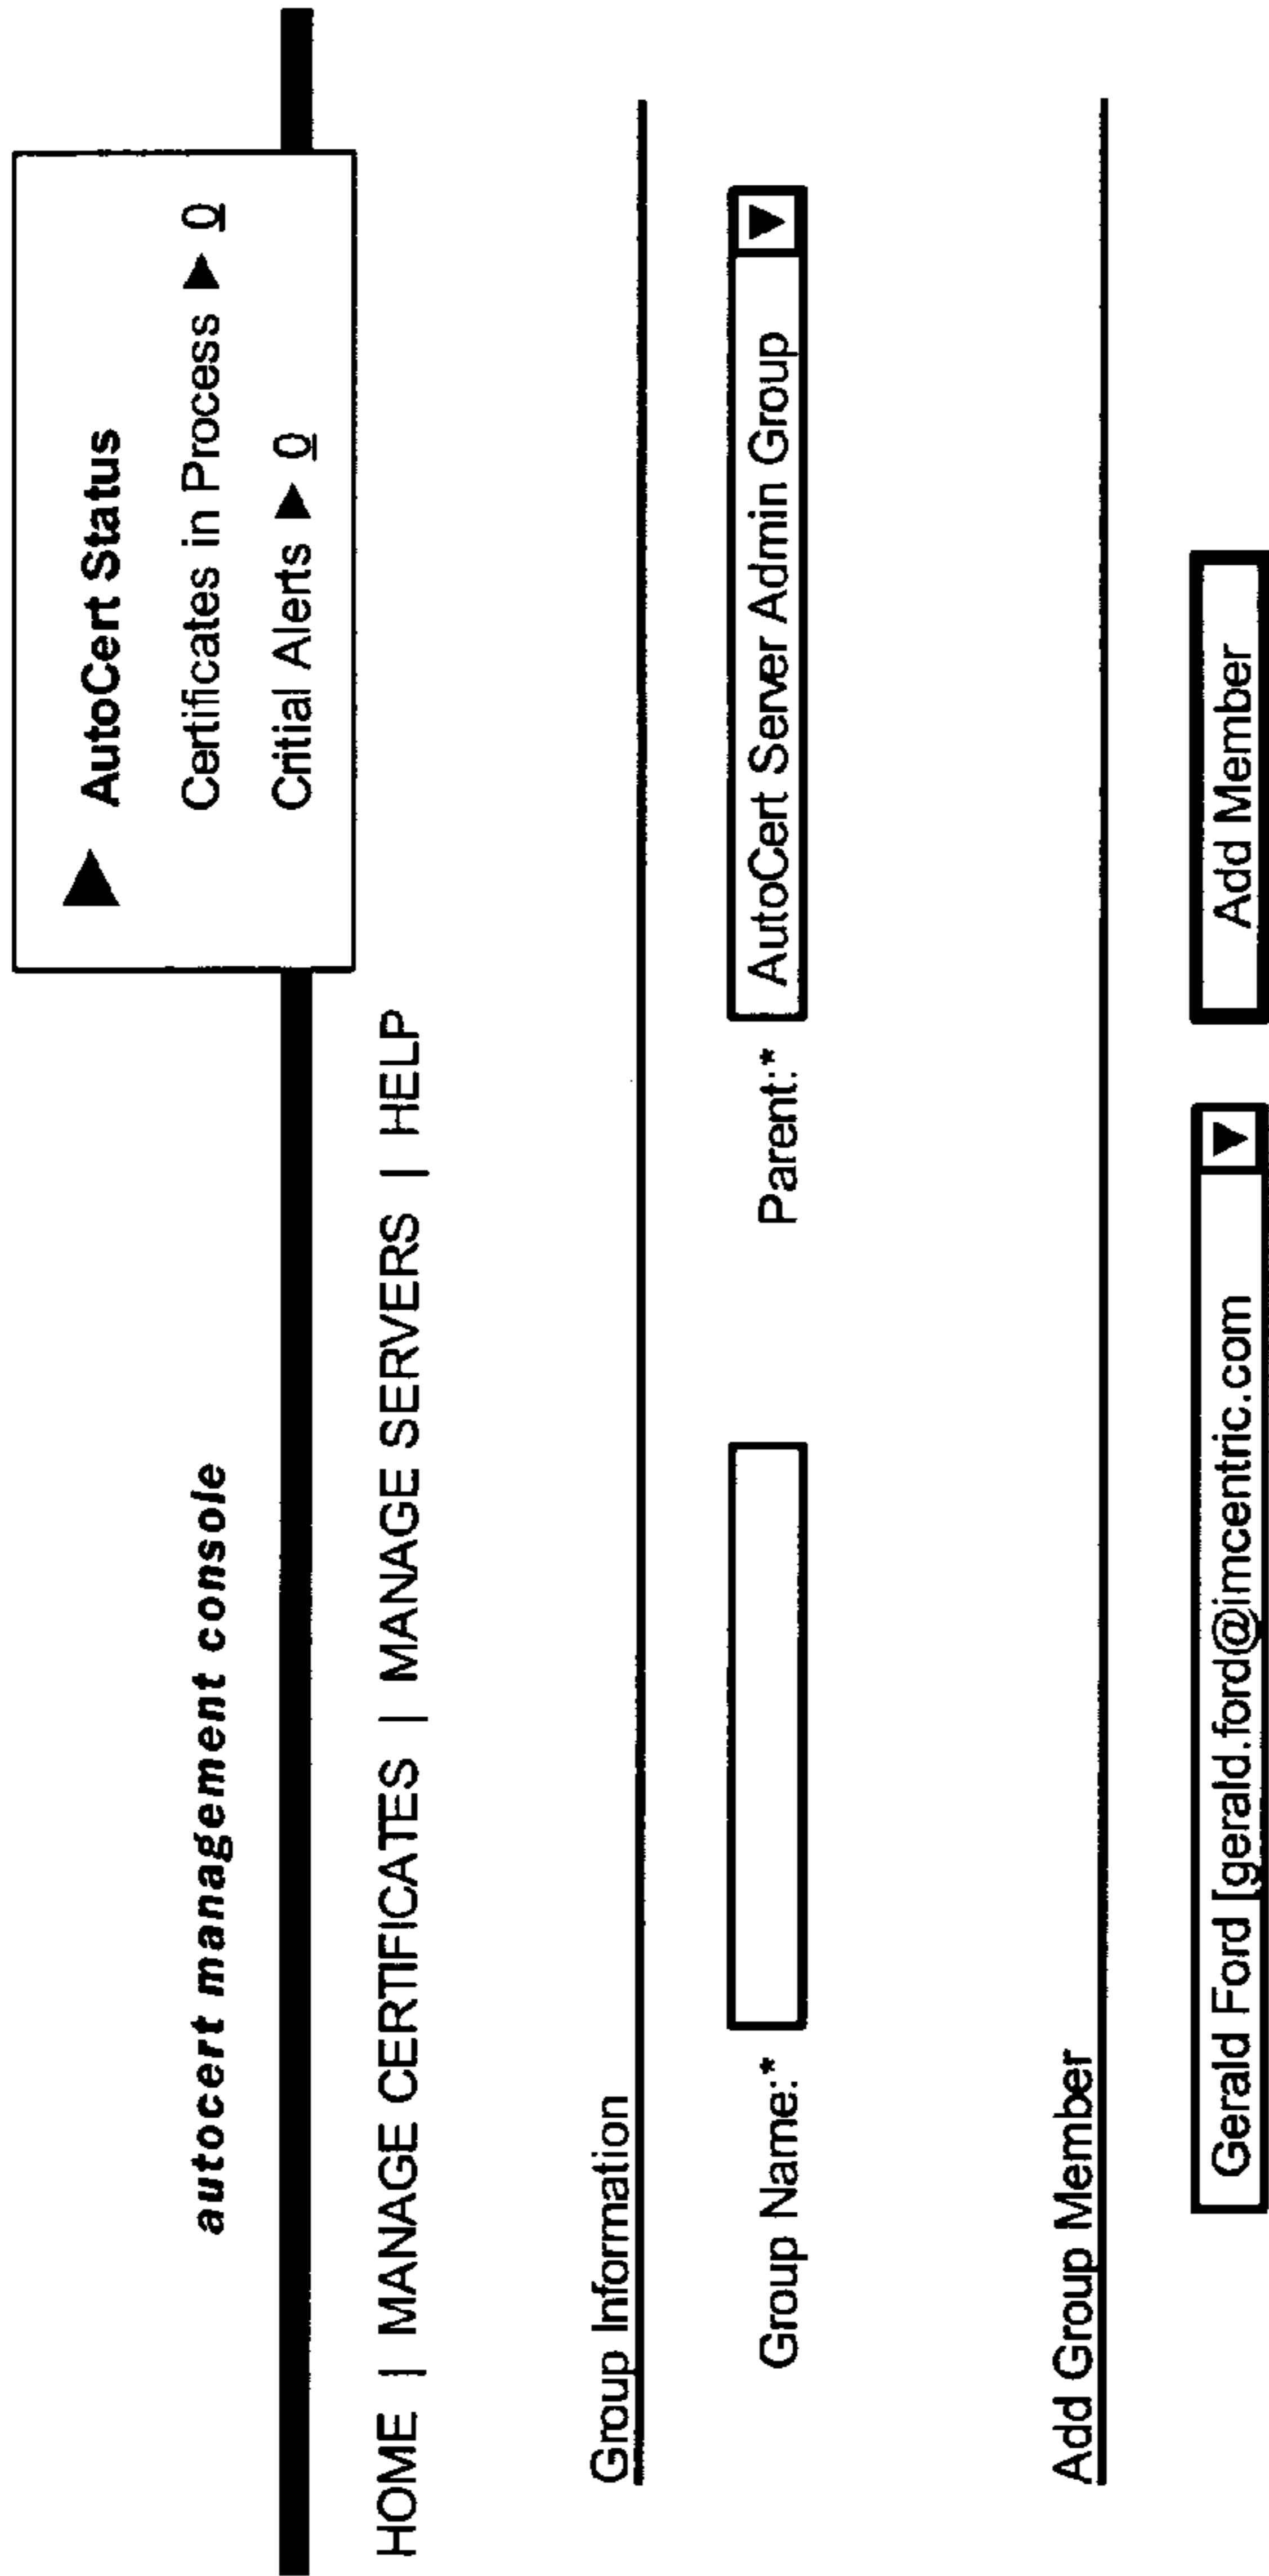 AutoCert Status
autocert management console
Certificates in Process ▶ 0
Critial Alerts ▶ 0
HOME | MANAGE CERTIFICATES | MANAGE SERVERS | HELP
Group Information
Group Name:* Parent:* AutoCert Server Admin Group
Add Group Member
Gerald Ford [gerald.ford@imcentric.com Add Member